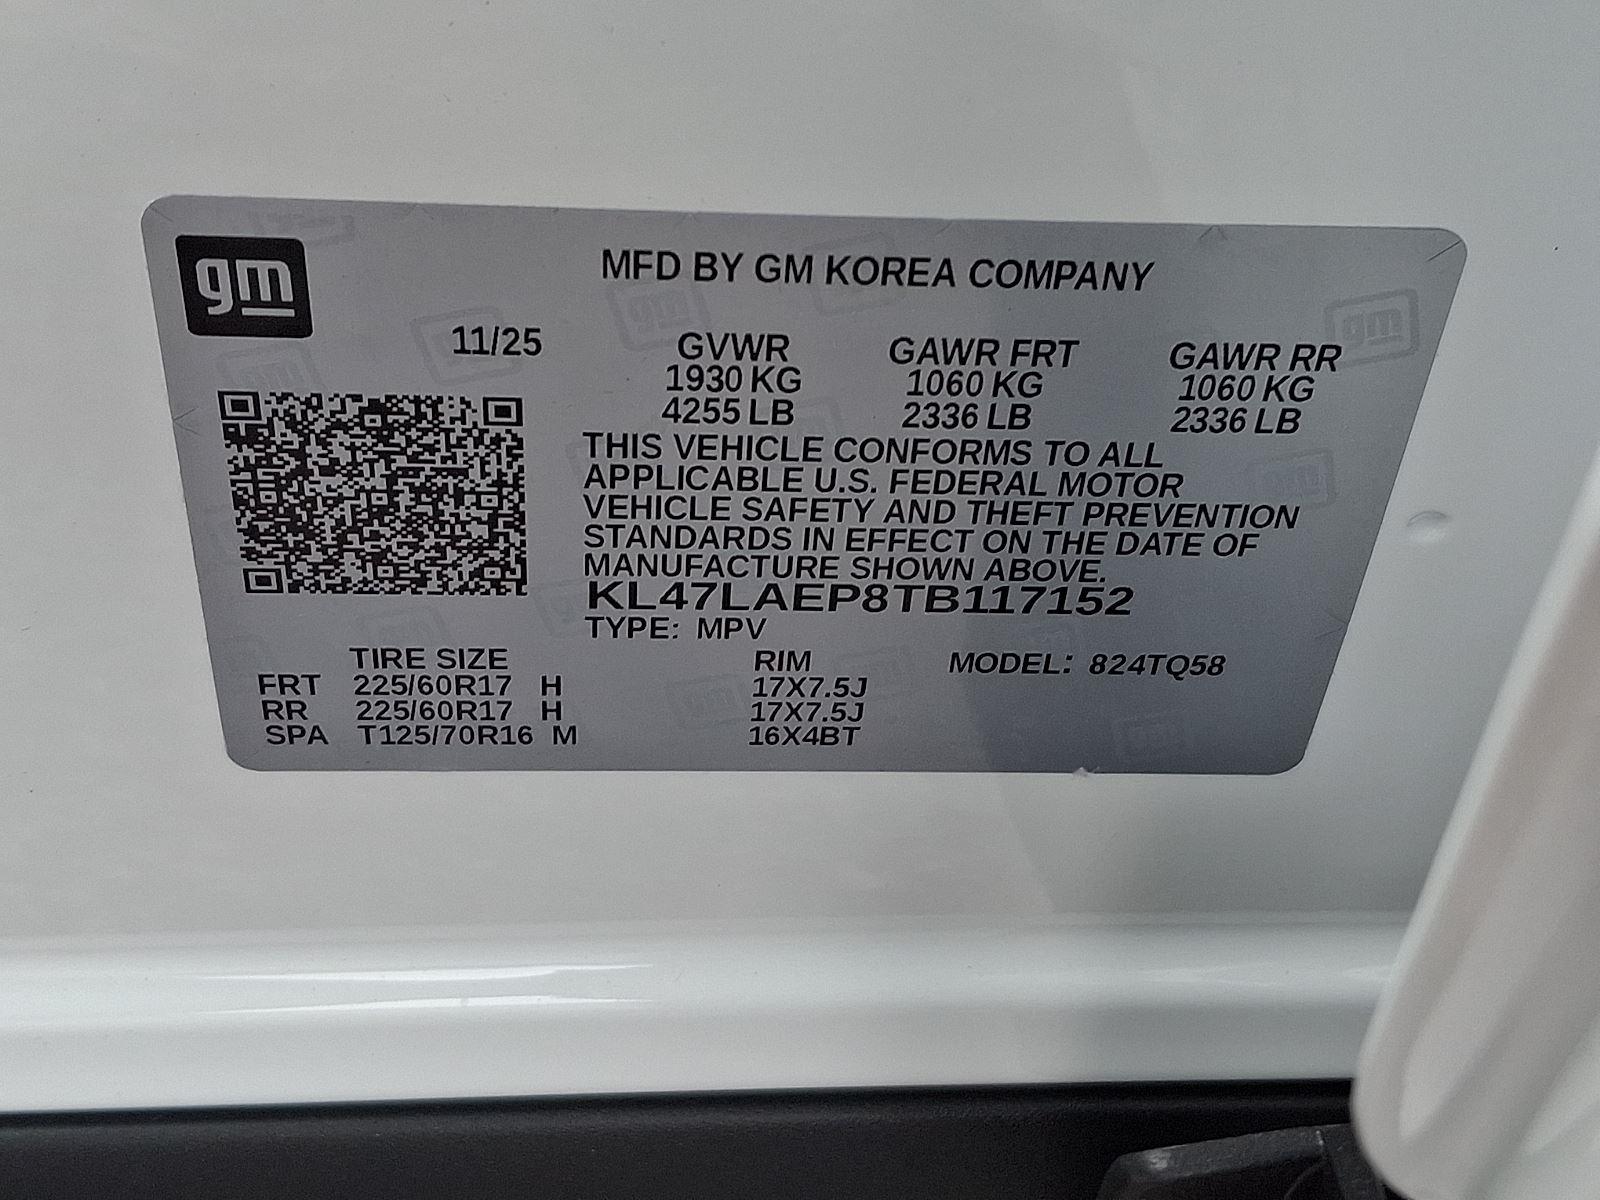 gm
MFD BY GM KOREA COMPANY
11/25 GVWR GAWR FRT GAWR RR
1930 KG 1060 KG 1060 KG
4255 LB 2336 LB 2336 LB
THIS VEHICLE CONFORMS TO ALL
APPLICABLE U.S. FEDERAL MOTOR
VEHICLE SAFETY AND THEFT PREVENTION
STANDARDS IN EFFECT ON THE DATE OF
MANUFACTURE SHOWN ABOVE.
KL47LAEP8TB117152
TYPE: MPV
TIRE SIZE RIM MODEL: 824TQ58
FRT 225/60R17 H 17X7.5J
RR 225/60R17 H 17X7.5J
SPA T125/70R16 M 16X4BT